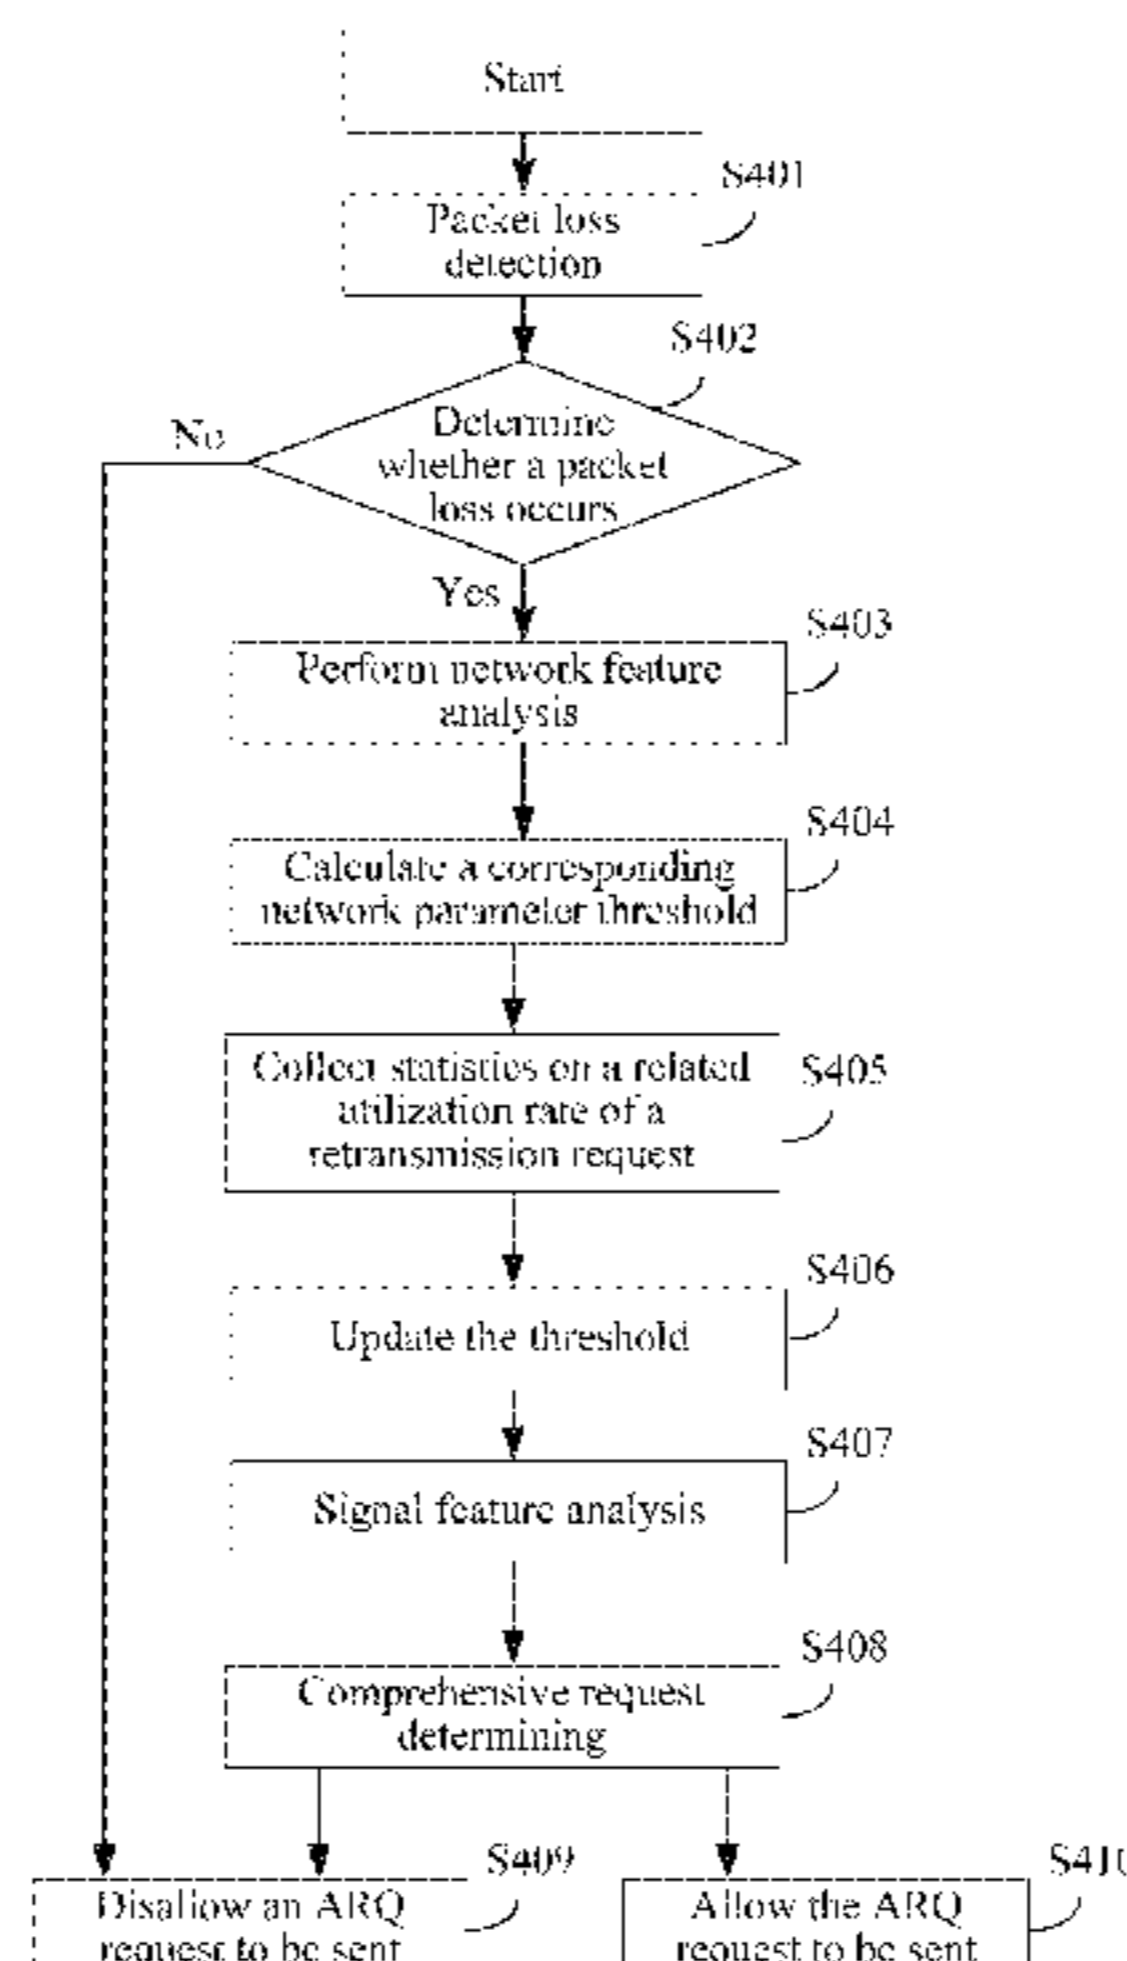 Start
S401
Packet loss
detection
S402
No
Determine
whether a packet
loss occurs
Yes
S403
Perform network feature
analysis
S404
Calculate a corresponding
network parameter threshold
S405
Collect statistics on a related
utilization rate of a
retransmission request
S406
Update the threshold
S407
Signal feature analysis
S408
Comprehensive request
determining
S409
Disallow an ARQ
request to be sent
S410
Allow the ARQ
request to be sent